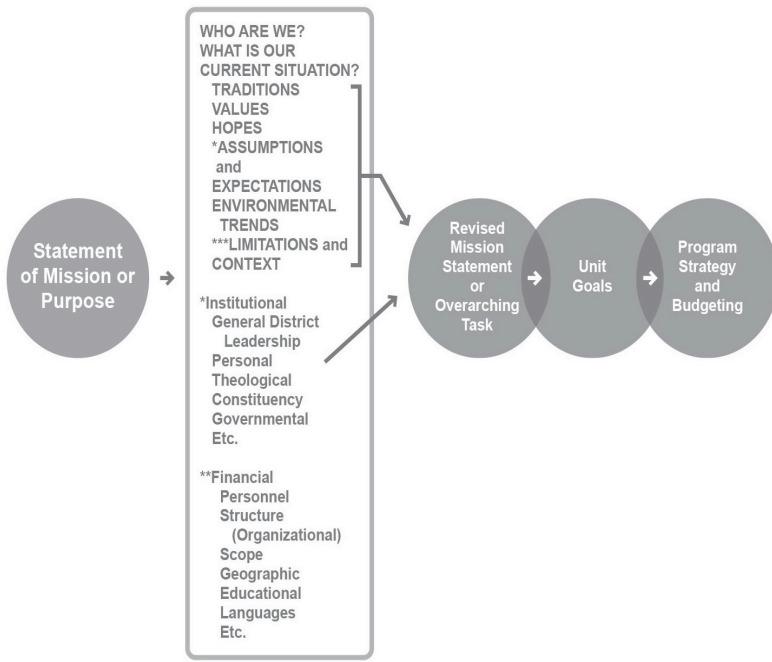 Statement
of Mission or
Purpose
WHO ARE WE?
WHAT IS OUR
CURRENT SITUATION?
TRADITIONS
VALUES
HOPES
*ASSUMPTIONS
and
EXPECTATIONS
ENVIRONMENTAL
TRENDS
***LIMITATIONS and
CONTEXT
*Institutional
General District
Leadership
Personal
Theological
Constituency
Governmental
Etc.
**Financial
Personnel
Structure
(Organizational)
Scope
Geographic
Educational
Languages
Etc.
Revised
Mission
Statement
or
Overarching
Task
Unit
Goals
Program
Strategy
and
Budgeting